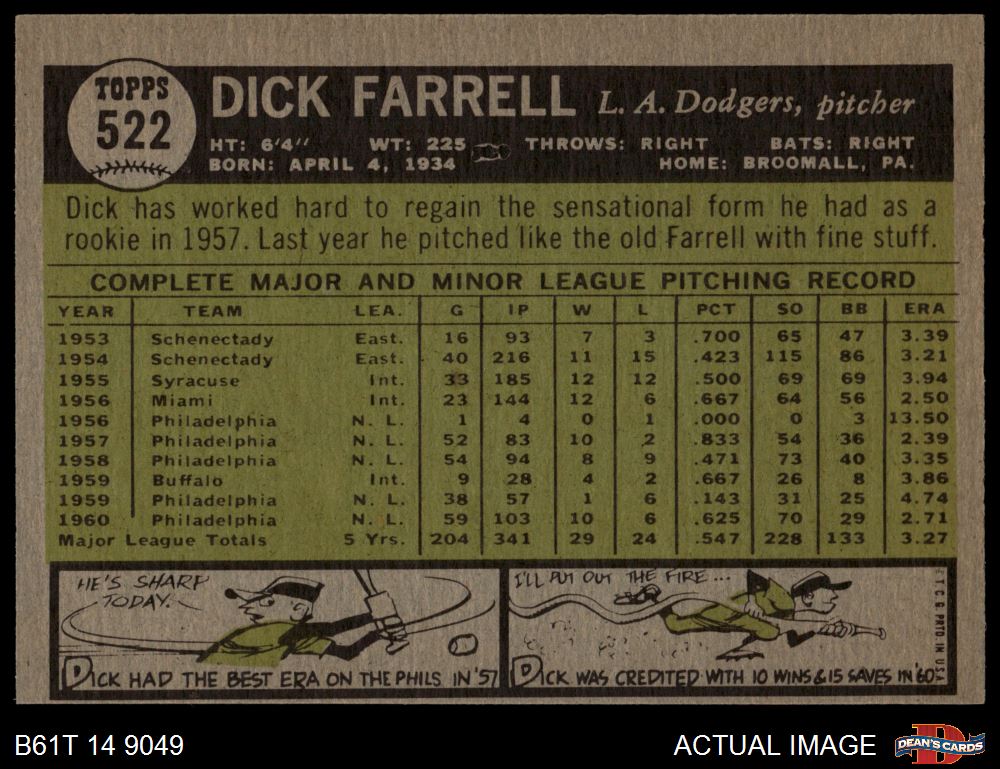 TOPPS
522
DICK FARRELL L. A. Dodgers, pitcher
HT: 6'4" WT: 225 THROWS: RIGHT BATS: RIGHT
BORN: APRIL 4, 1934 HOME: BROOMALL, PA.
Dick has worked hard to regain the sensational form he had as a
rookie in 1957. Last year he pitched like the old Farrell with fine stuff.
COMPLETE MAJOR AND MINOR LEAGUE PITCHING RECORD
YEAR TEAM LEA. G IP W L PCT SO BB ERA
1953 Schenectady East. 16 93 7 3 .700 65 47 3.39
1954 Schenectady East. 40 216 11 15 .423 115 86 3.21
1955 Syracuse Int. 33 185 12 12 .500 69 69 3.94
1956 Miami Int. 23 144 12 6 .667 64 56 2.50
1956 Philadelphia N. L. 1 4 0 1 .000 0 3 13.50
1957 Philadelphia N. L. 52 83 10 2 .833 54 36 2.39
1958 Philadelphia N. L. 54 94 8 9 .471 73 40 3.35
1959 Buffalo Int. 9 28 4 2 .667 26 8 3.86
1959 Philadelphia N. L. 38 57 1 6 .143 31 25 4.74
1960 Philadelphia N. L. 59 103 10 6 .625 70 29 2.71
Major League Totals 5 Yrs. 204 341 29 24 .547 228 133 3.27
HE'S SHARP
TODAY.
DICK HAD THE BEST ERA ON THE PHILS IN '57
I'LL PUT OUT THE FIRE...
DICK WAS CREDITED WITH 10 WINS & 15 SAVES IN '60
T. C. G. PRTD IN U.S.A.
B61T 14 9049
ACTUAL IMAGE
D
DEAN'S CARDS